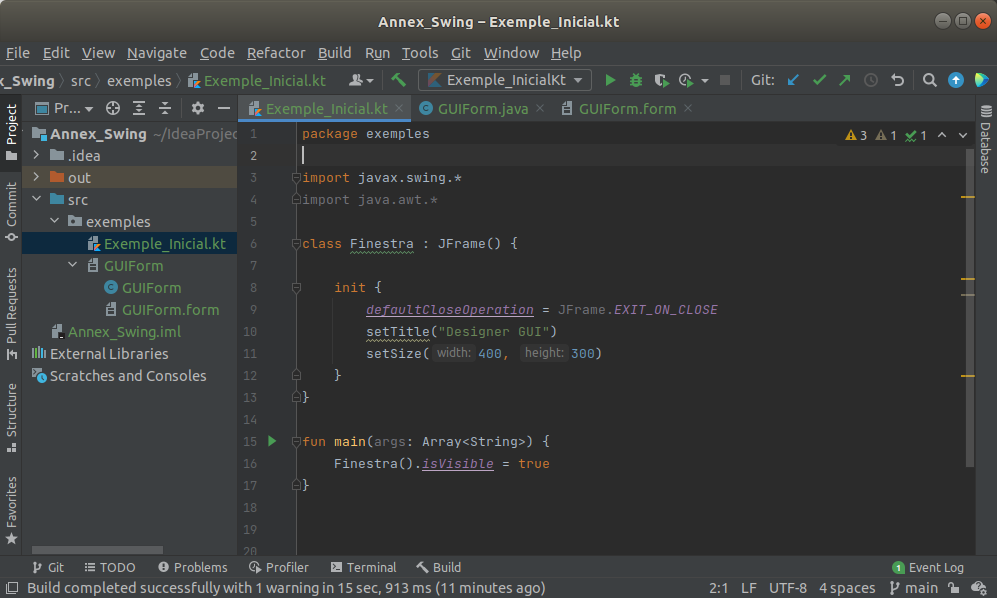 Annex_Swing – Exemple_Inicial.kt
File Edit View Navigate Code Refactor Build Run Tools Git Window Help
x_Swing src exemples Exemple_Inicial.kt Exemple_InicialKt Git:
Project
Commit
Pull Requests
Structure
Favorites
Pr...
Annex_Swing ~/IdeaProjec
.idea
out
src
exemples
Exemple_Inicial.kt
GUIForm
GUIForm
GUIForm.form
Annex_Swing.iml
External Libraries
Scratches and Consoles
Exemple_Inicial.kt GUIForm.java GUIForm.form
3 1 1
1 package exemples
2
3 import javax.swing.*
4 import java.awt.*
5
6 class Finestra : JFrame() {
7
8 init {
9 defaultCloseOperation = JFrame.EXIT_ON_CLOSE
10 setTitle("Designer GUI")
11 setSize( width: 400, height: 300)
12 }
13 }
14
15 fun main(args: Array<String>) {
16 Finestra().isVisible = true
17 }
18
19
20
Database
Git TODO Problems Profiler Terminal Build 1 Event Log
Build completed successfully with 1 warning in 15 sec, 913 ms (11 minutes ago) 2:1 LF UTF-8 4 spaces main